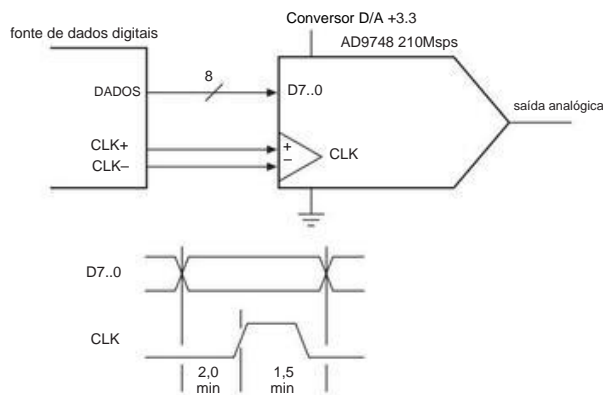 Conversor D/A +3.3
fonte de dados digitais
AD9748 210Msps
DADOS
8
D7..0
saída analógica
CLK+
CLK–
+
–
CLK
D7..0
CLK
2,0
min
1,5
min